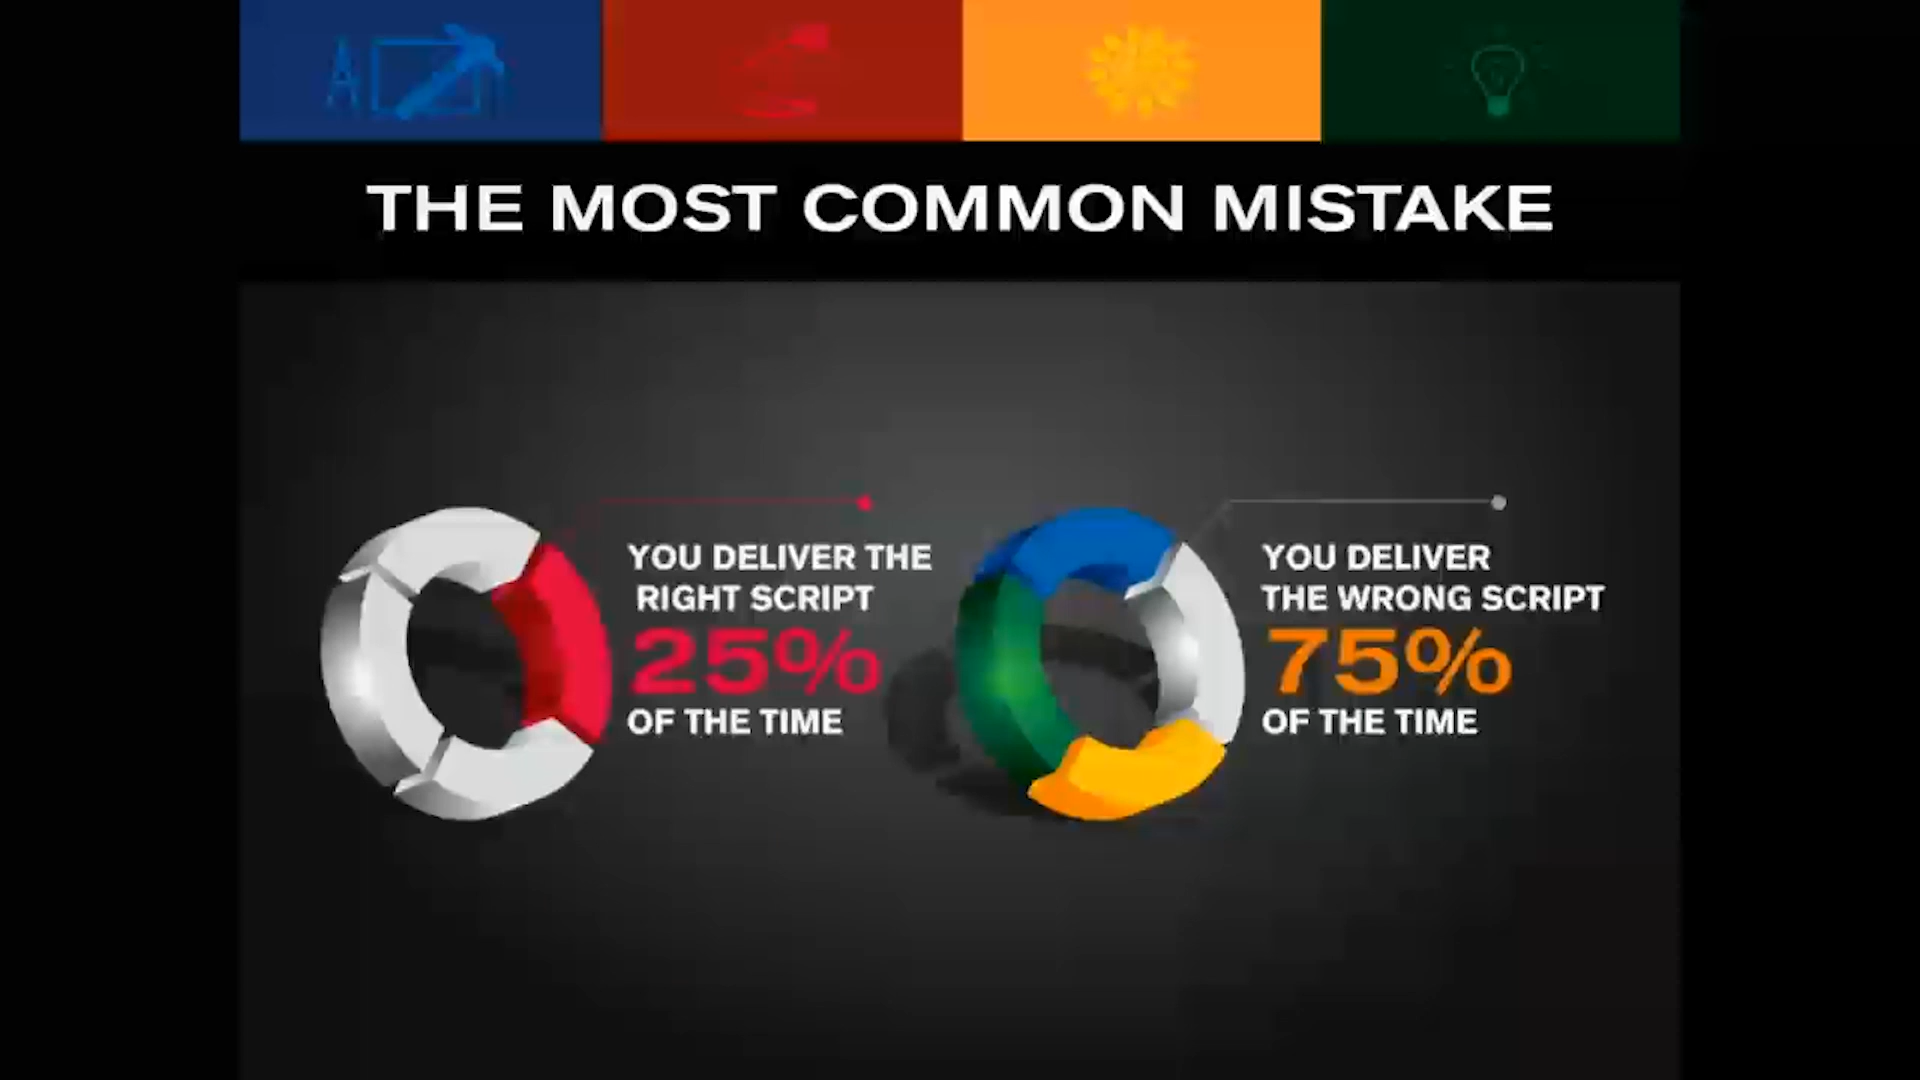 THE MOST COMMON MISTAKE
YOU DELIVER THE
RIGHT SCRIPT
25%
OF THE TIME
YOU DELIVER
THE WRONG SCRIPT
75%
OF THE TIME